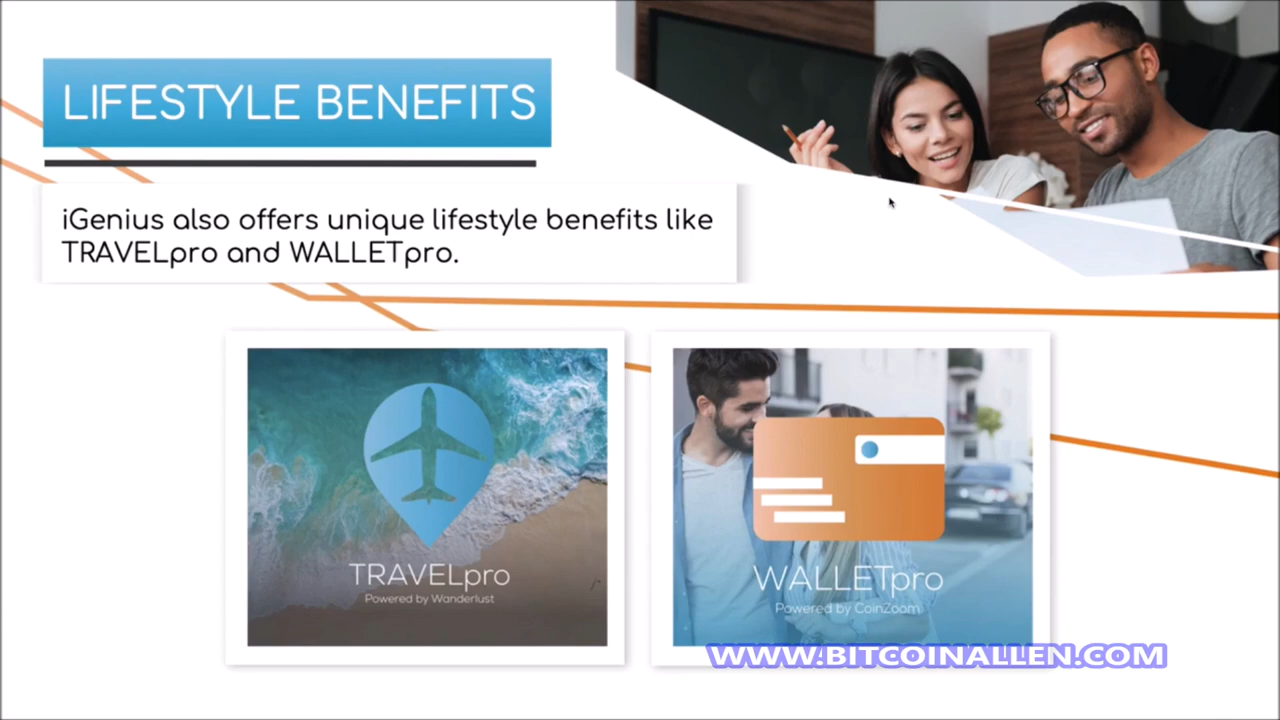 LIFESTYLE BENEFITS
iGenius also offers unique lifestyle benefits like
TRAVELpro and WALLETpro.
TRAVELpro
Powered by Wanderlust
WALLETpro
Powered by CoinZoom
WWW.BITCOINALLEN.COM